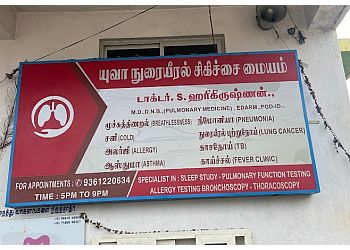 யுவா நுரையீரல் சிகிச்சை மையம்
டாக்டர். S. ஹரிகிருஷ்ணன்.,
M.D.,D.N.B.,(PULMONARY MEDICINE) , EDARM.,PGD-ID.,
மூச்சுத்திணறல் (BREATHLESSNESS) நிமோனியா (PNEUMONIA)
சளி (COLD) நுரையீரல் புற்றுநோய் (LUNG CANCER)
அலர்ஜி (ALLERGY) காசநோய் (TB)
ஆஸ்துமா (ASTHMA) காய்ச்சல் (FEVER CLINIC)
FOR APPOINTMENTS : 9361220634
TIME : 5PM TO 9PM
SPECIALIST IN : SLEEP STUDY - PULMONARY FUNCTION TESTING
ALLERGY TESTING BRONCHOSCOPY - THORACOSCOPY